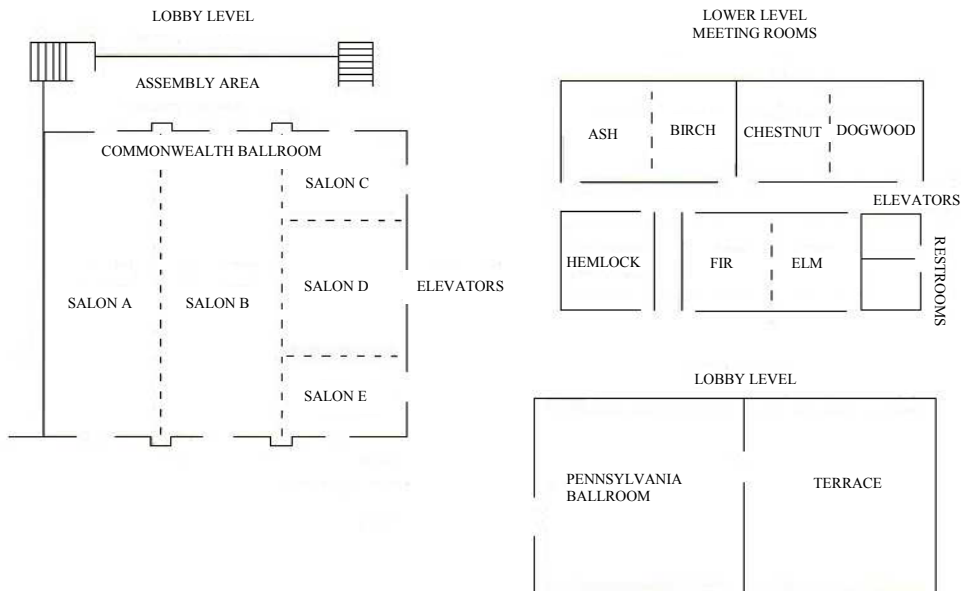 LOBBY LEVEL
ASSEMBLY AREA
COMMONWEALTH BALLROOM
SALON C
SALON A
SALON B
SALON D
ELEVATORS
SALON E
LOWER LEVEL
MEETING ROOMS
ASH
BIRCH
CHESTNUT
DOGWOOD
ELEVATORS
HEMLOCK
FIR
ELM
RESTROOMS
LOBBY LEVEL
PENNSYLVANIA
BALLROOM
TERRACE